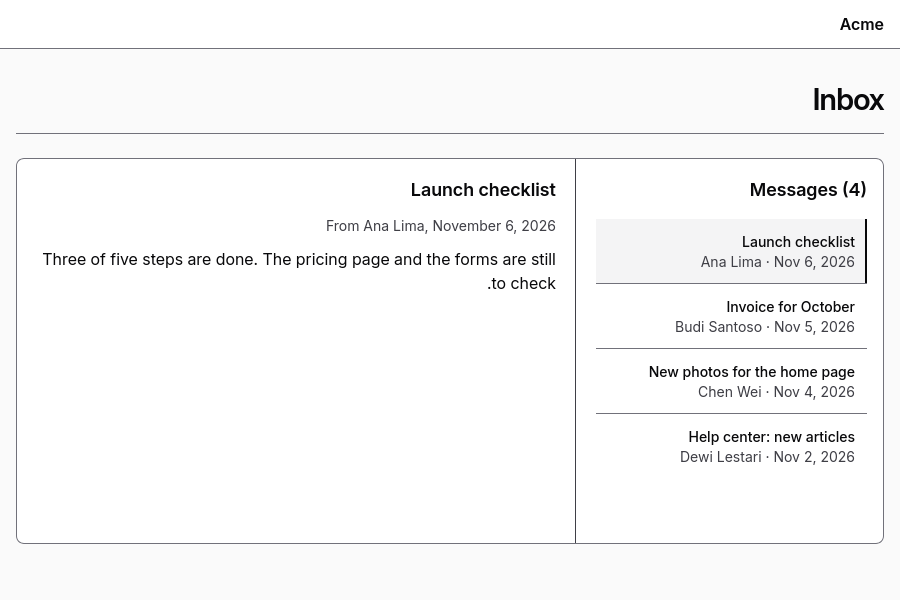 Acme
Inbox
Messages (4)
Launch checklist
Ana Lima · Nov 6, 2026
Invoice for October
Budi Santoso · Nov 5, 2026
New photos for the home page
Chen Wei · Nov 4, 2026
Help center: new articles
Dewi Lestari · Nov 2, 2026
Launch checklist
From Ana Lima, November 6, 2026
Three of five steps are done. The pricing page and the forms are still
to check.